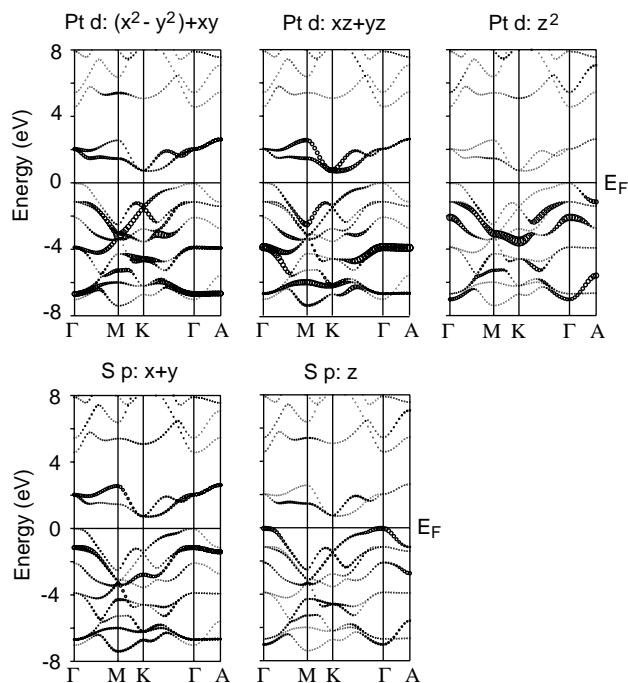 Pt d: (x² - y²)+xy
Pt d: xz+yz
Pt d: z²
Energy (eV)
8
4
0
-4
-8
E_F
Γ M K Γ A
Γ M K Γ A
Γ M K Γ A
S p: x+y
S p: z
Energy (eV)
8
4
0
-4
-8
E_F
Γ M K Γ A
Γ M K Γ A